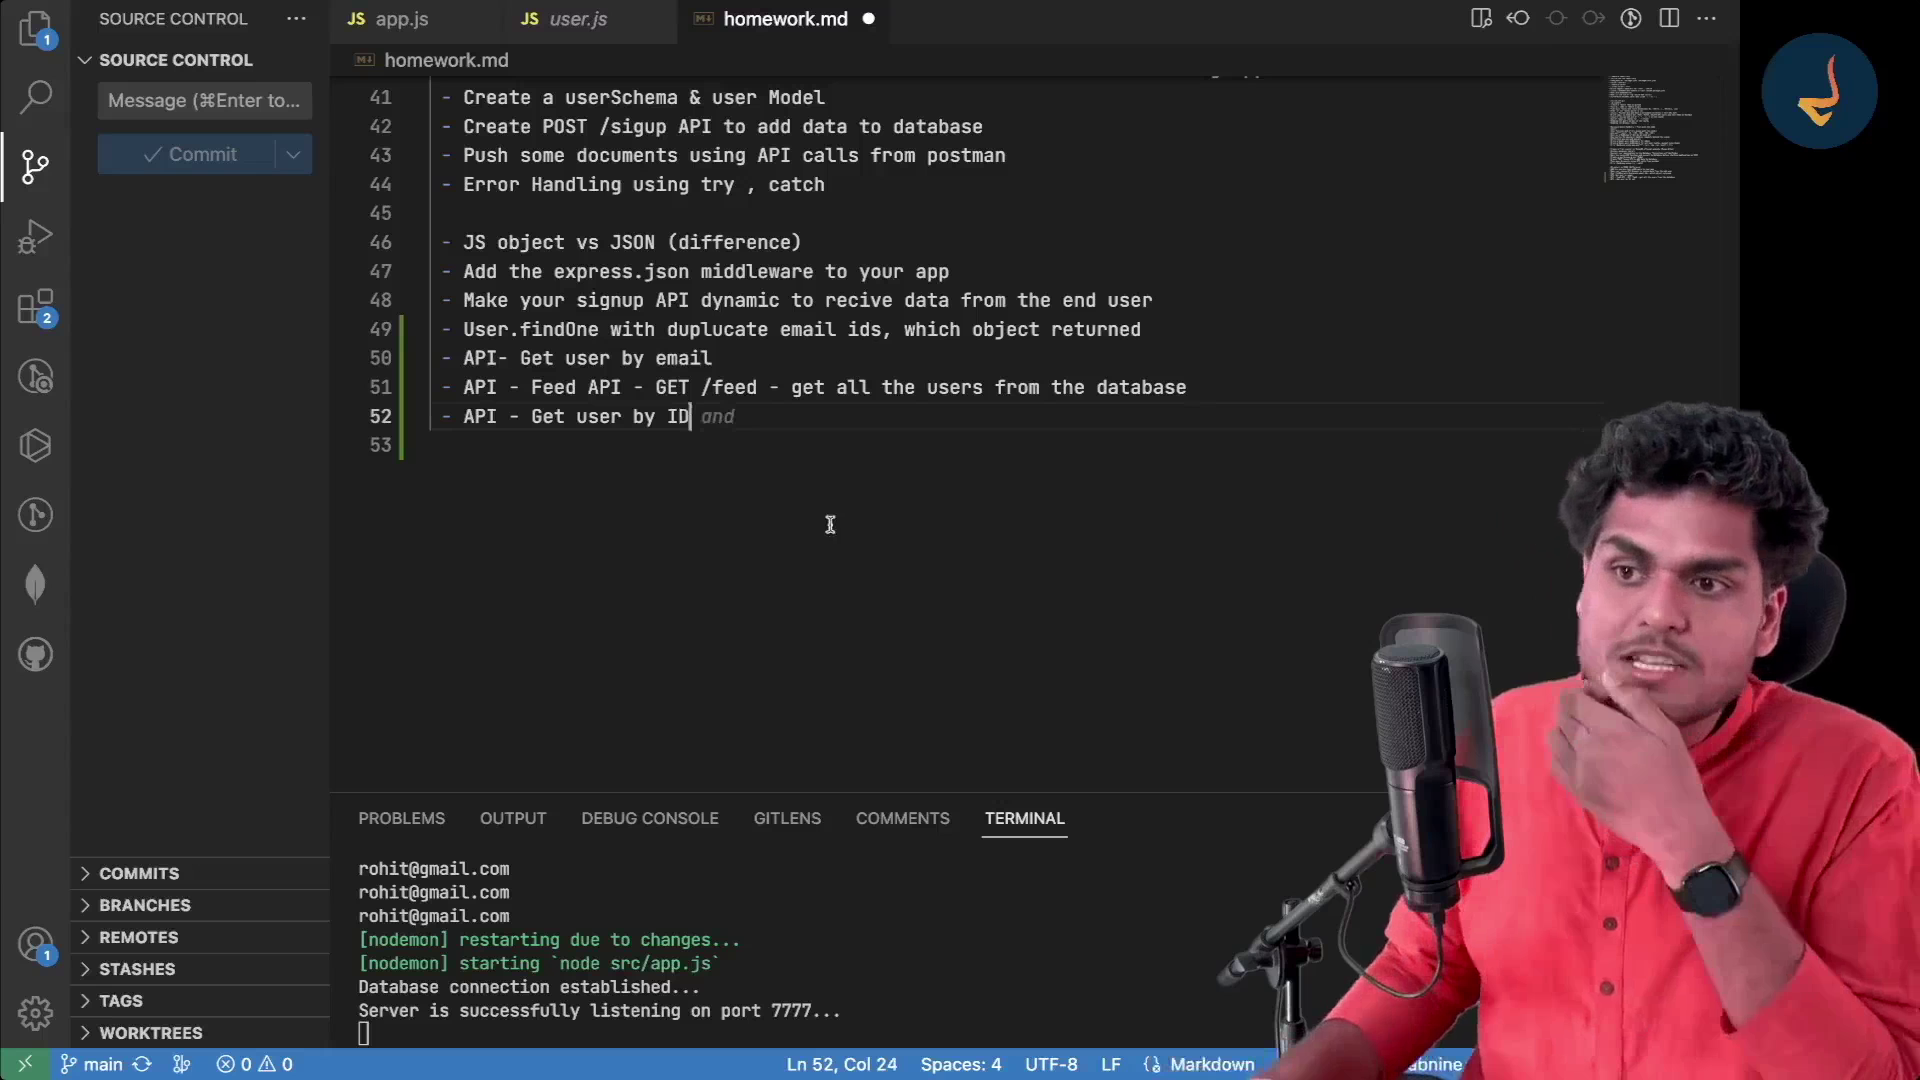 SOURCE CONTROL
JS app.js
JS user.js
homework.md
SOURCE CONTROL
homework.md
Message (⌘Enter to...
Commit
41 - Create a userSchema & user Model
42 - Create POST /sigup API to add data to database
43 - Push some documents using API calls from postman
44 - Error Handling using try , catch
45
46 - JS object vs JSON (difference)
47 - Add the express.json middleware to your app
48 - Make your signup API dynamic to recive data from the end user
49 - User.findOne with duplucate email ids, which object returned
50 - API- Get user by email
51 - API - Feed API - GET /feed - get all the users from the database
52 - API - Get user by ID and
53
1
2
1
PROBLEMS OUTPUT DEBUG CONSOLE GITLENS COMMENTS TERMINAL
rohit@gmail.com
rohit@gmail.com
rohit@gmail.com
[nodemon] restarting due to changes...
[nodemon] starting `node src/app.js`
Database connection established...
Server is successfully listening on port 7777...
COMMITS
BRANCHES
REMOTES
STASHES
TAGS
WORKTREES
main 0 0 Ln 52, Col 24 Spaces: 4 UTF-8 LF {} Markdown abnine